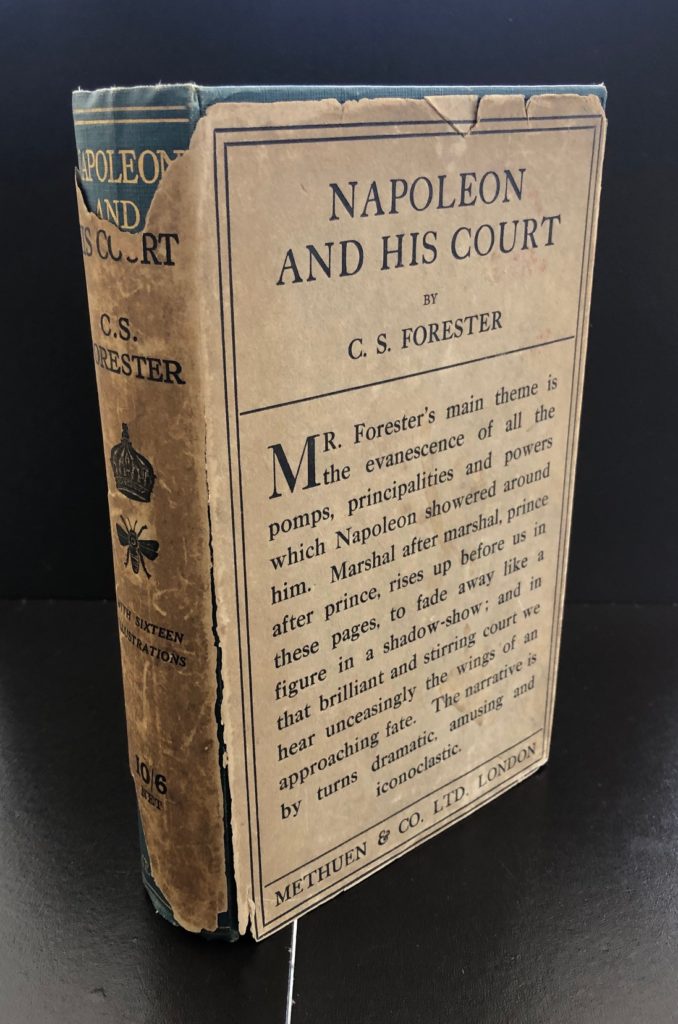 NAPOLEON
AND
HIS COURT
C.S.
FORESTER
WITH SIXTEEN
ILLUSTRATIONS
10/6
NET
NAPOLEON
AND HIS COURT
BY
C. S. FORESTER
MR. Forester's main theme is
the evanescence of all the
pomps, principalities and powers
which Napoleon showered around
him. Marshal after marshal, prince
after prince, rises up before us in
these pages, to fade away like a
figure in a shadow-show; and in
that brilliant and stirring court we
hear unceasingly the wings of an
approaching fate. The narrative is
by turns dramatic, amusing and
iconoclastic.
METHUEN & CO. LTD. LONDON